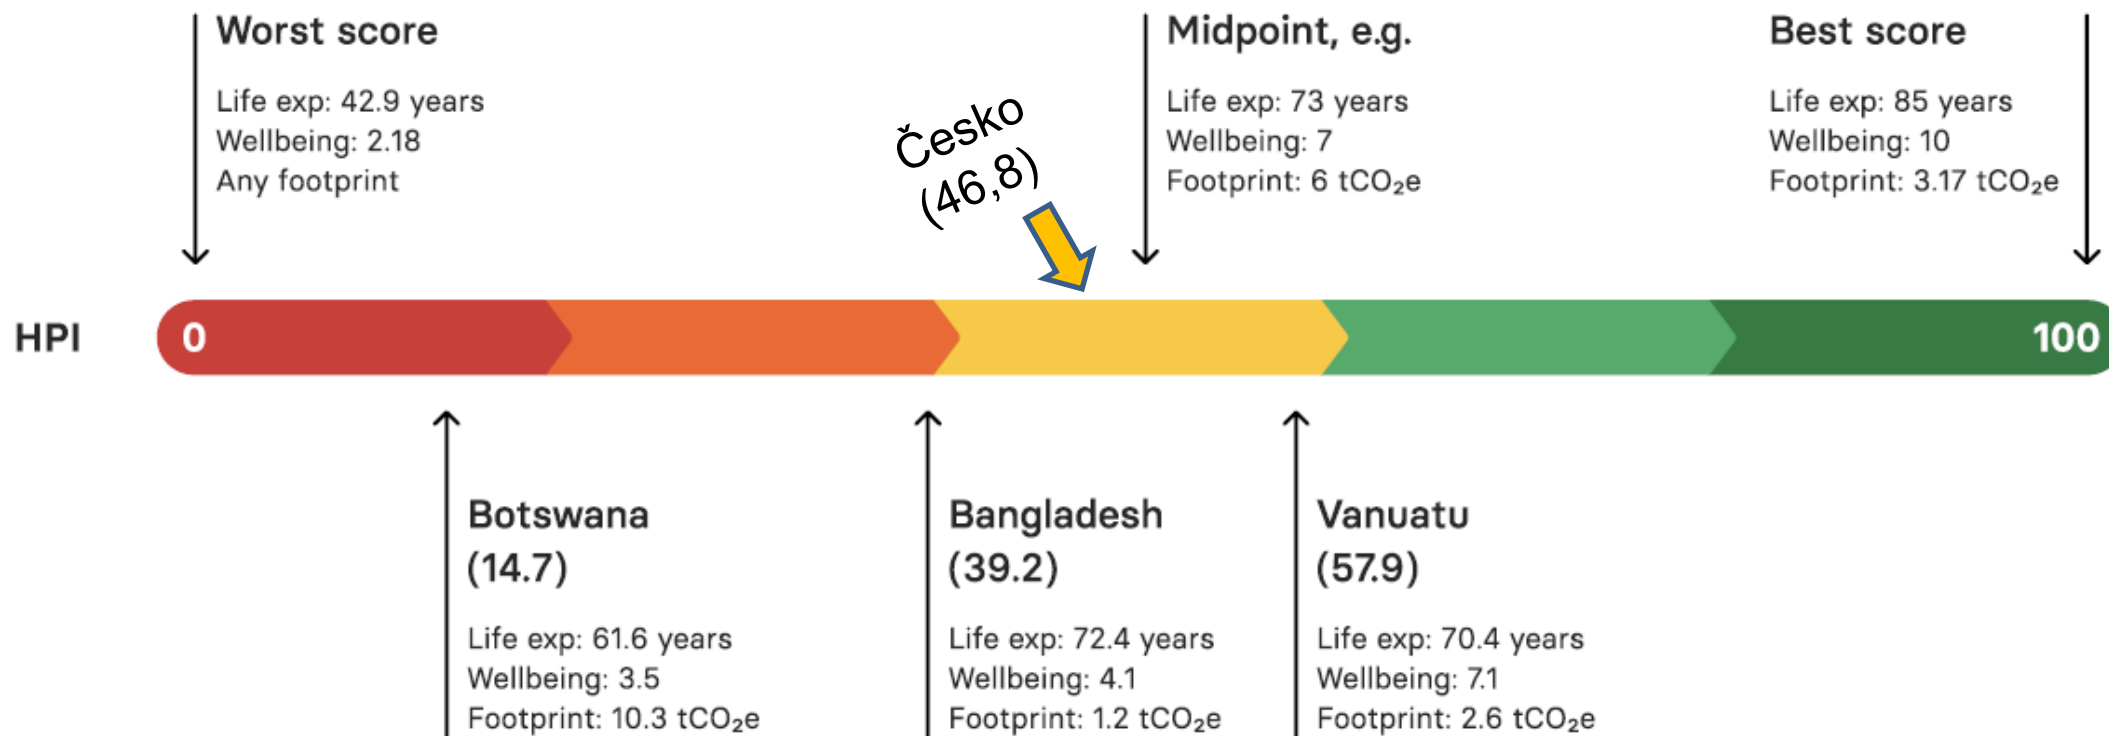 Worst score
Life exp: 42.9 years
Wellbeing: 2.18
Any footprint
Česko
(46,8)
Midpoint, e.g.
Life exp: 73 years
Wellbeing: 7
Footprint: 6 tCO₂e
Best score
Life exp: 85 years
Wellbeing: 10
Footprint: 3.17 tCO₂e
HPI
0
100
Botswana
(14.7)
Life exp: 61.6 years
Wellbeing: 3.5
Footprint: 10.3 tCO₂e
Bangladesh
(39.2)
Life exp: 72.4 years
Wellbeing: 4.1
Footprint: 1.2 tCO₂e
Vanuatu
(57.9)
Life exp: 70.4 years
Wellbeing: 7.1
Footprint: 2.6 tCO₂e